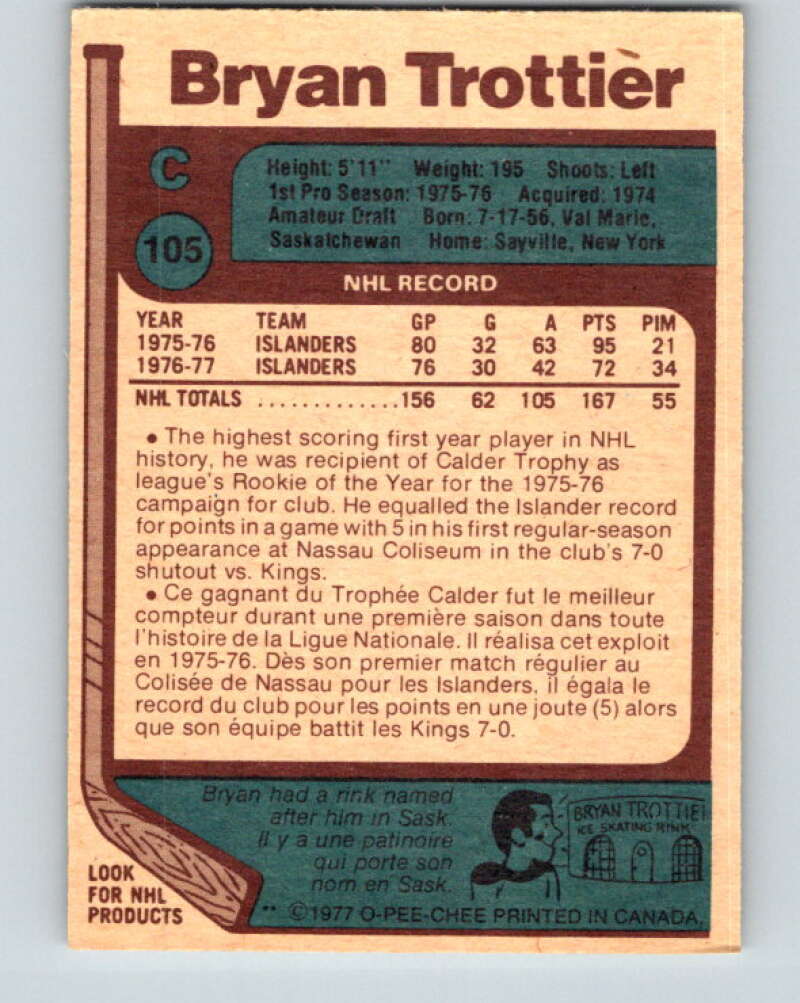 Bryan Trottier
C
Height: 5'11" Weight: 195 Shoots: Left
1st Pro Season: 1975-76 Acquired: 1974
Amateur Draft Born: 7-17-56, Val Marie,
Saskatchewan Home: Sayville, New York
105
NHL RECORD
YEAR TEAM GP G A PTS PIM
1975-76 ISLANDERS 80 32 63 95 21
1976-77 ISLANDERS 76 30 42 72 34
NHL TOTALS .............156 62 105 167 55
• The highest scoring first year player in NHL
history, he was recipient of Calder Trophy as
league's Rookie of the Year for the 1975-76
campaign for club. He equalled the Islander record
for points in a game with 5 in his first regular-season
appearance at Nassau Coliseum in the club's 7-0
shutout vs. Kings.
• Ce gagnant du Trophée Calder fut le meilleur
compteur durant une première saison dans toute
l'histoire de la Ligue Nationale. Il réalisa cet exploit
en 1975-76. Dès son premier match régulier au
Colisée de Nassau pour les Islanders, il égala le
record du club pour les points en une joute (5) alors
que son équipe battit les Kings 7-0.
Bryan had a rink named
after him in Sask.
Il y a une patinoire
qui porte son
nom en Sask.
BRYAN TROTTIE
ICE SKATING RINK
LOOK
FOR NHL
PRODUCTS
** ©1977 O-PEE-CHEE PRINTED IN CANADA.